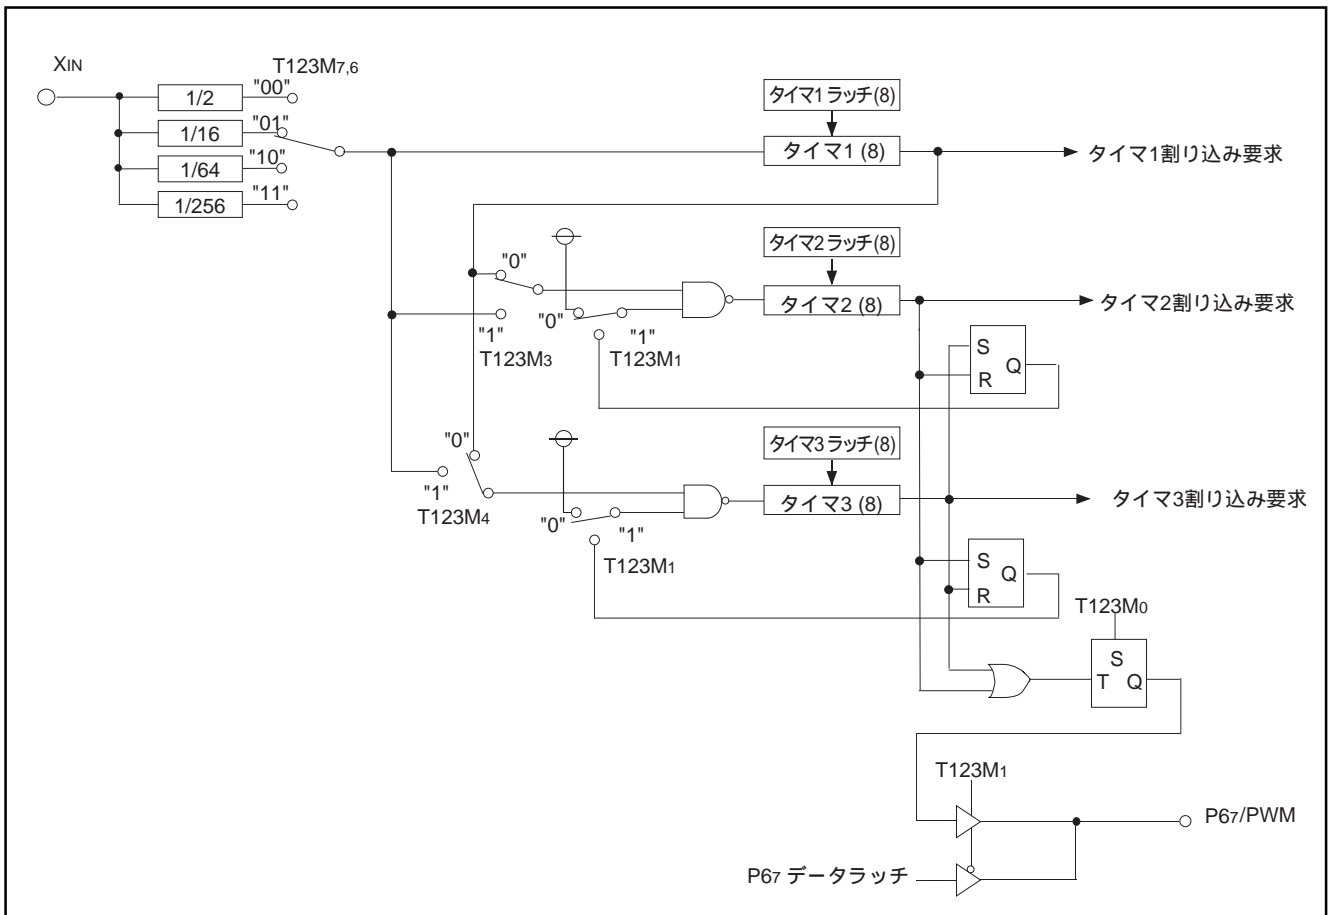 XIN
T123M7,6
1/2
"00"
1/16
"01"
1/64
"10"
1/256
"11"
タイマ1 ラッチ(8)
タイマ1 (8)
タイマ1割り込み要求
"0"
"1"
T123M3
"0"
"1"
T123M1
タイマ2 ラッチ(8)
タイマ2 (8)
タイマ2割り込み要求
S
R
Q
"0"
"1"
T123M4
"0"
"1"
T123M1
タイマ3 ラッチ(8)
タイマ3 (8)
タイマ3割り込み要求
S
R
Q
T123M0
S
T Q
T123M1
P67/PWM
P67 データラッチ